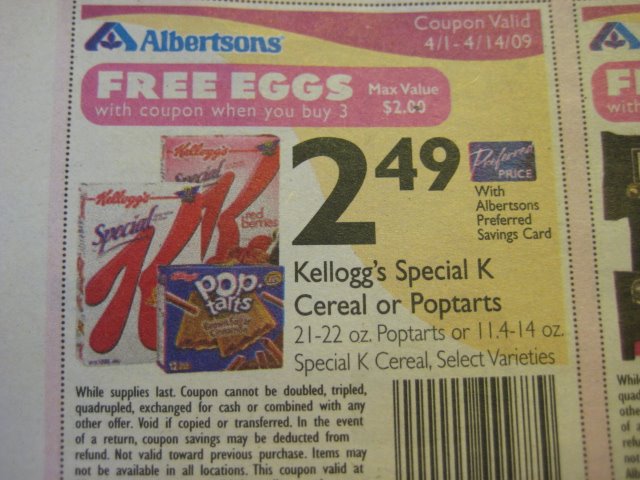 Albertsons
Coupon Valid
4/1 - 4/14/09
FREE EGGS
Max Value
$2.00
with coupon when you buy 3
2 49
Preferred
PRICE
With
Albertsons
Preferred
Savings Card
Kellogg's
Special
K
red
berries
Kellogg's
Special
K
Kellogg's
POP.
tarts
12
Kellogg's Special K
Cereal or Poptarts
21-22 oz. Poptarts or 11.4-14 oz.
Special K Cereal, Select Varieties
While supplies last. Coupon cannot be doubled, tripled,
quadrupled, exchanged for cash or combined with any
other offer. Void if copied or transferred. In the event
of a return, coupon savings may be deducted from
refund. Not valid toward previous purchase. Items may
not be available in all locations. This coupon valid at